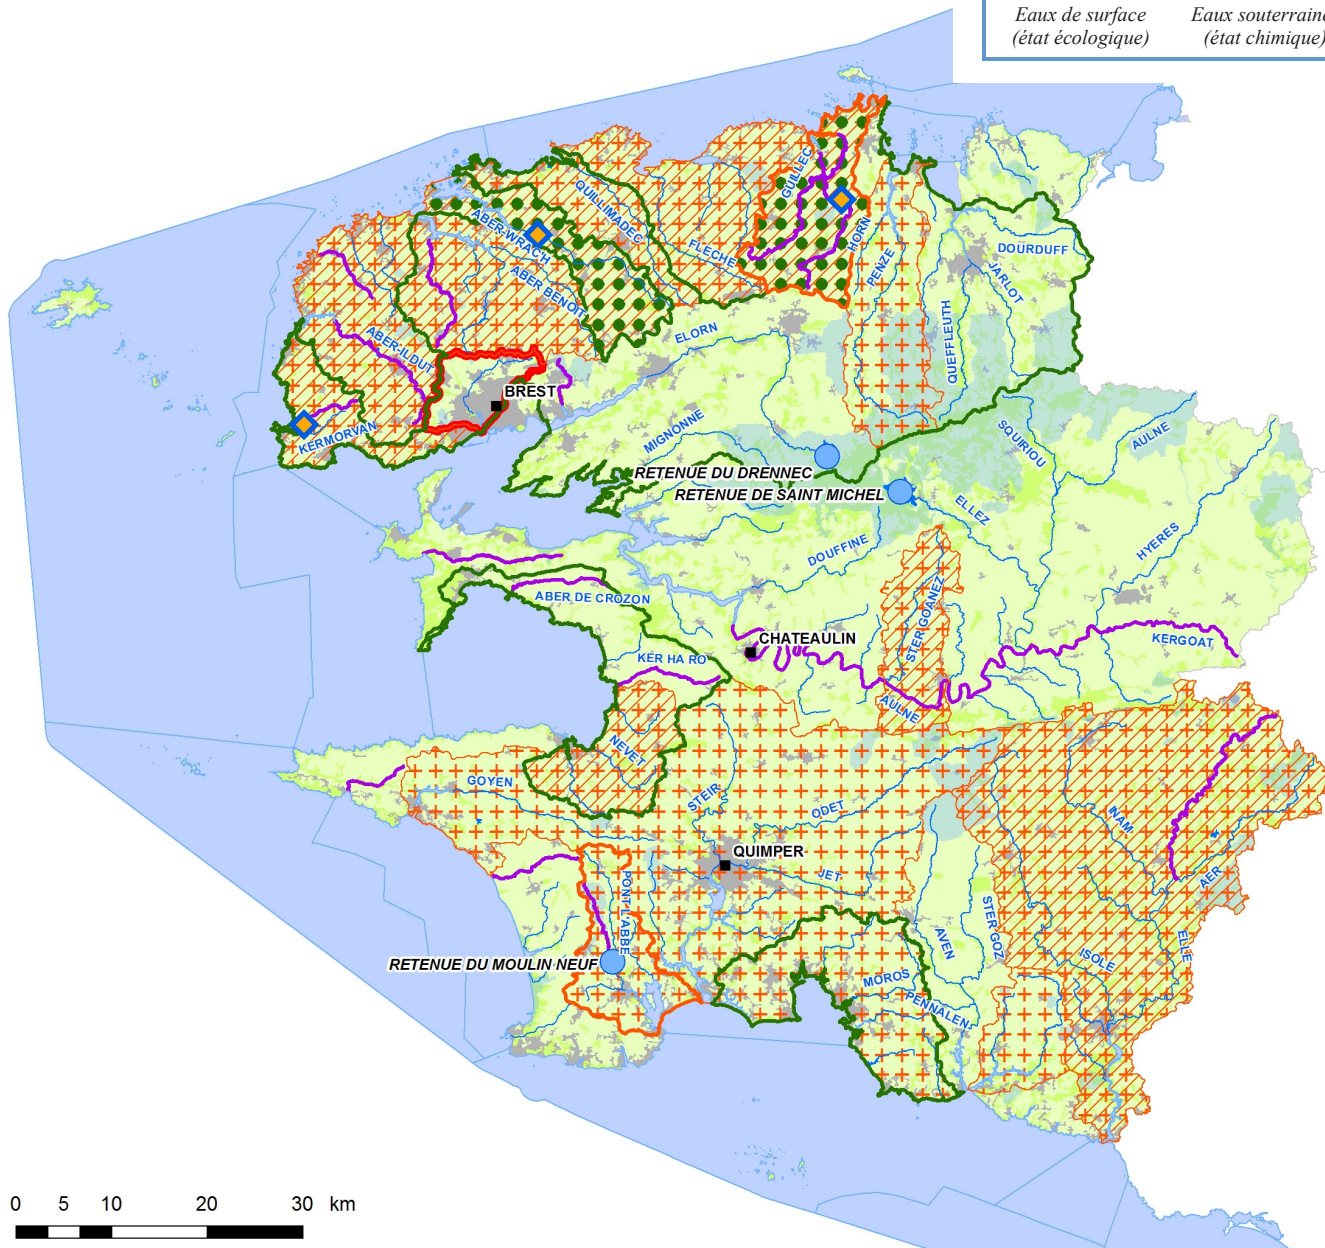 Eaux de surface
(état écologique)
Eaux souterraine
(état chimique)
GUILLEC
HORN
QUILLIMADEC
ABER-WRAC'H
FLECHE
PENZE
DOURDUFF
JARLOT
ABER BENOIT
QUEFFLEUTH
ELORN
ABER-ILDUT
BREST
KERMORVAN
MIGNONNE
SQUIRIOU
AULNE
RETENUE DU DRENNEC
RETENUE DE SAINT MICHEL
ELLEZ
HYERES
DOUFFINE
ABER DE CROZON
STER GOANEZ
CHATEAULIN
KERGOAT
KER HA RO
AULNE
NEVET
GOYEN
STEIR
ODET
INAM
QUIMPER
JET
AER
PONT L'ABBE
STER GOZ
AVEN
ELLE
ISOLE
RETENUE DU MOULIN NEUF
MOROS
PENNALEN
0 5 10 20 30 km